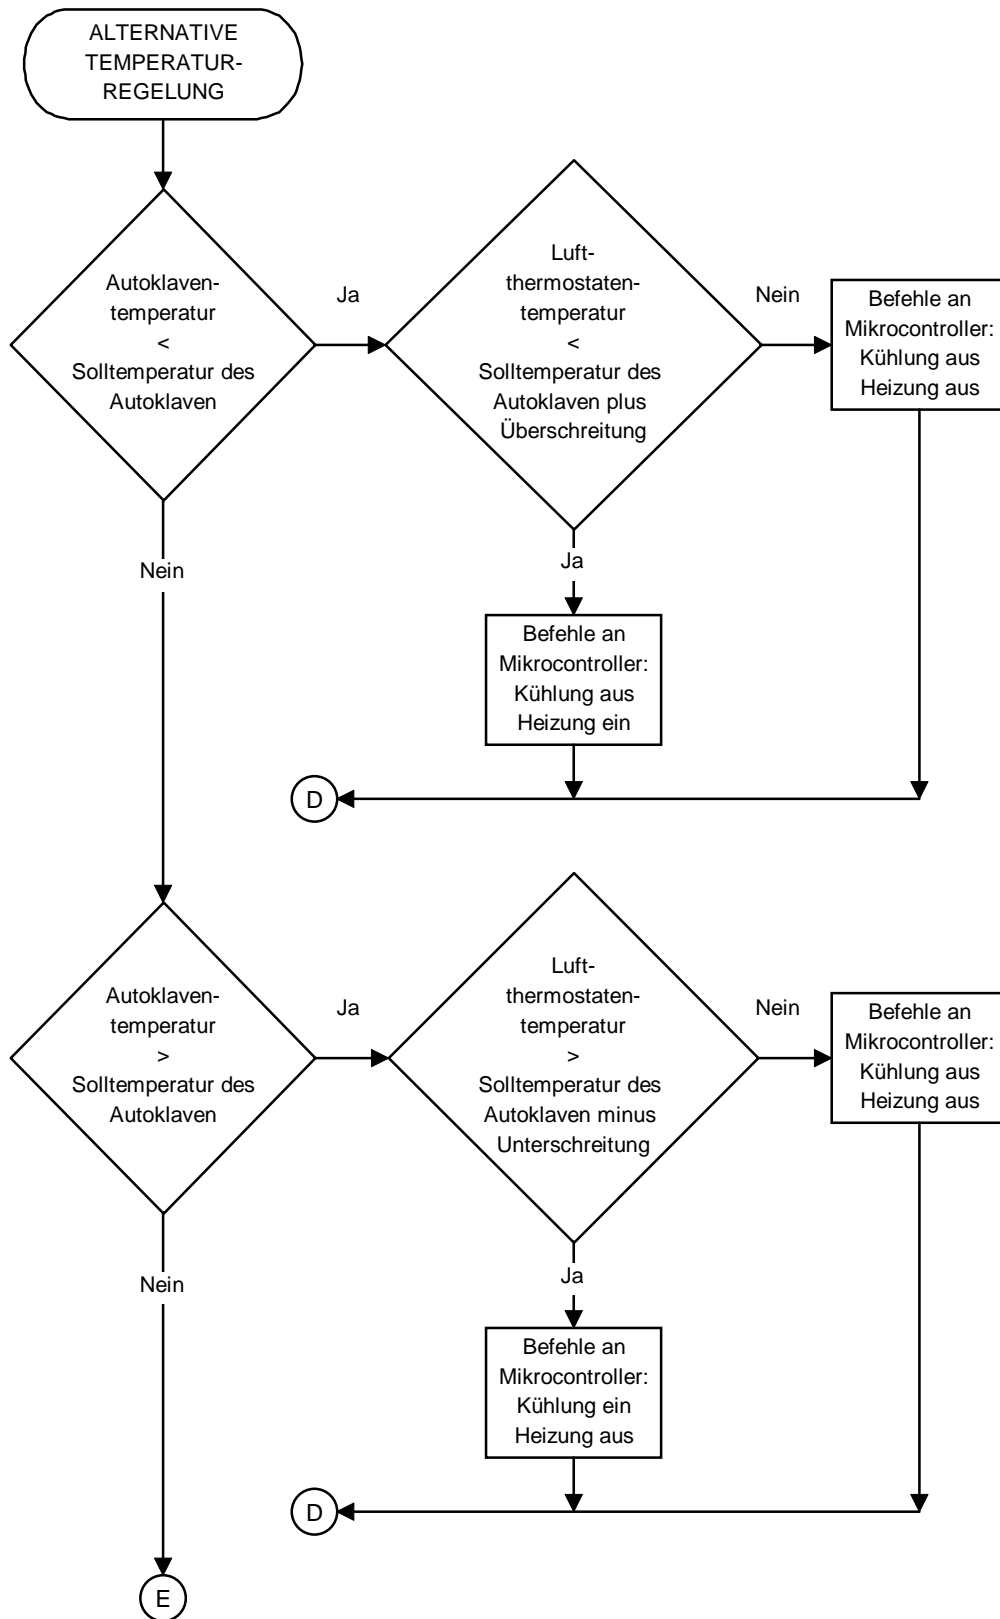 ALTERNATIVE
TEMPERATUR-
REGELUNG
Autoklaven-
temperatur
<
Solltemperatur des
Autoklaven
Ja
Luft-
thermostaten-
temperatur
<
Solltemperatur des
Autoklaven plus
Überschreitung
Nein
Befehle an
Mikrocontroller:
Kühlung aus
Heizung aus
Ja
Befehle an
Mikrocontroller:
Kühlung aus
Heizung ein
D
Nein
Autoklaven-
temperatur
>
Solltemperatur des
Autoklaven
Ja
Luft-
thermostaten-
temperatur
>
Solltemperatur des
Autoklaven minus
Unterschreitung
Nein
Befehle an
Mikrocontroller:
Kühlung aus
Heizung aus
Ja
Befehle an
Mikrocontroller:
Kühlung ein
Heizung aus
D
Nein
E